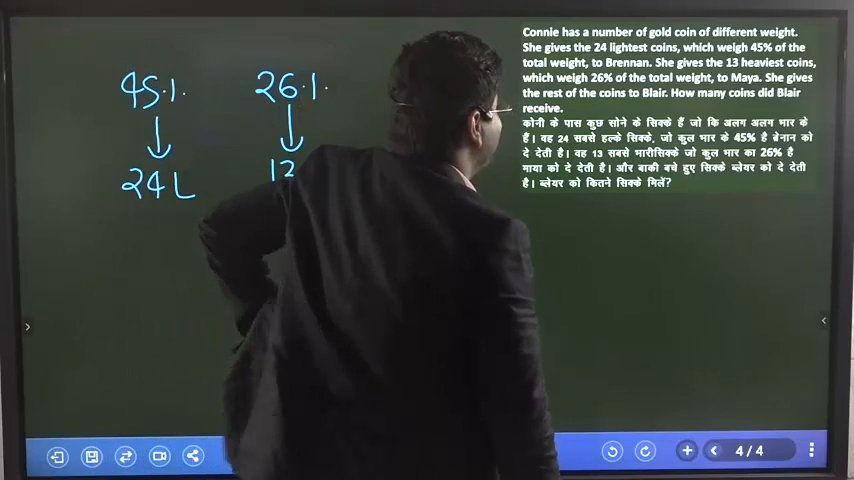 45%
26%
24 L
Connie has a number of gold coin of different weight.
She gives the 24 lightest coins, which weigh 45% of the
total weight, to Brennan. She gives the 13 heaviest coins,
which weigh 26% of the total weight, to Maya. She gives
the rest of the coins to Blair. How many coins did Blair
receive.
कोनी के पास कुछ सोने के सिक्के हैं जो कि अलग अलग भार के
हैं। वह 24 सबसे हल्के सिक्के, जो कुल भार के 45% है ब्रेनान को
दे देती है। वह 13 सबसे भारीसिक्के जो कुल भार का 26% है
माया को दे देती है। और बाकी बचे हुए सिक्के ब्लेयर को दे देती
है। ब्लेयर को कितने सिक्के मिलें?
4/4